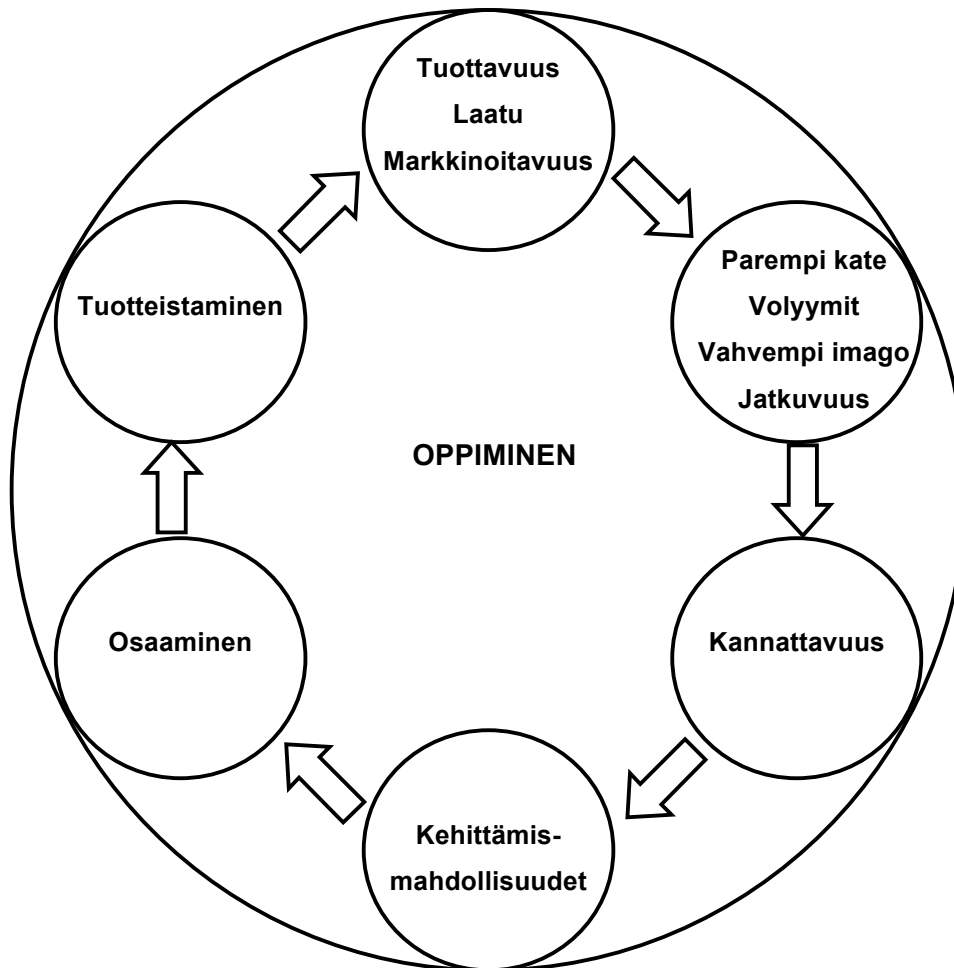 Tuottavuus
Laatu
Markkinoitavuus
Parempi kate
Volyymit
Vahvempi imago
Jatkuvuus
Kannattavuus
Kehittämis-
mahdollisuudet
Osaaminen
Tuotteistaminen
OPPIMINEN